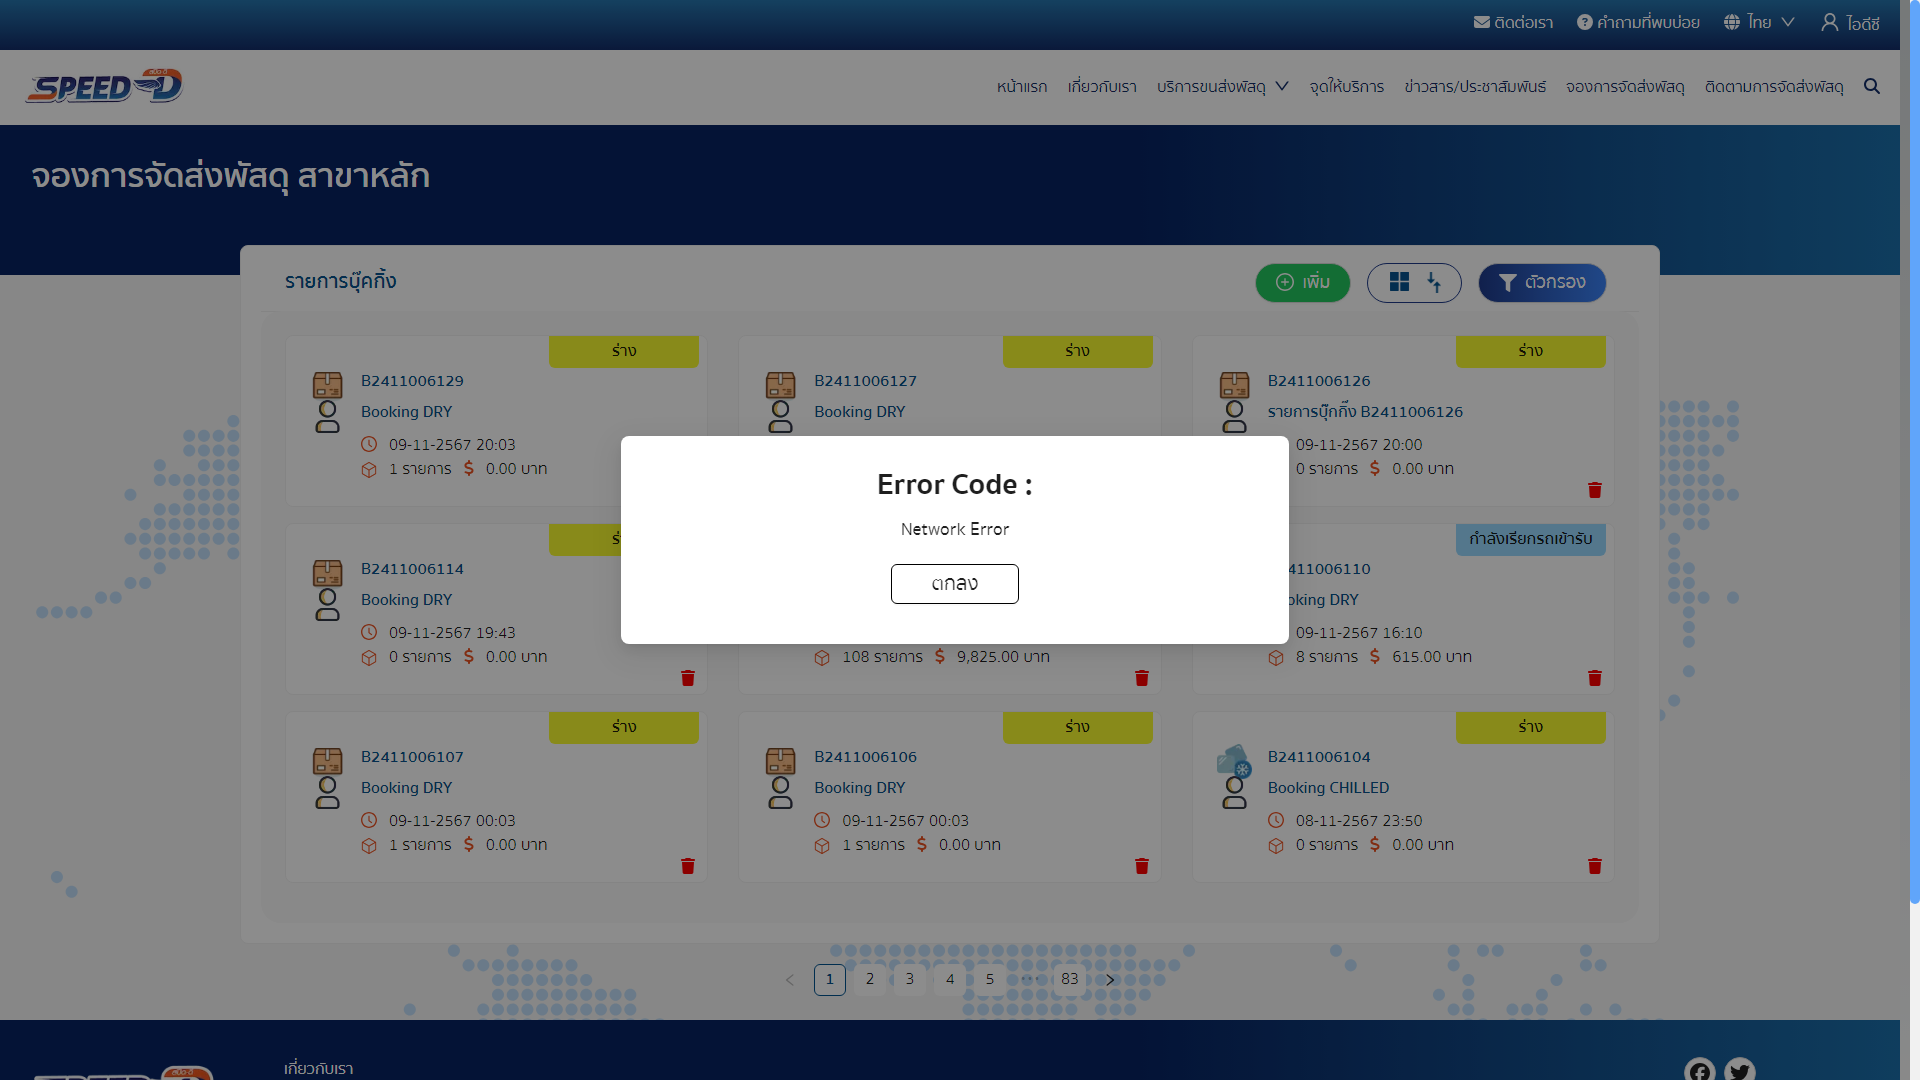 ติดต่อเรา
คำถามที่พบบ่อย
ไทย
ไอดีซี
SPEED-D
หน้าแรก
เกี่ยวกับเรา
บริการขนส่งพัสดุ
จุดให้บริการ
ข่าวสาร/ประชาสัมพันธ์
จองการจัดส่งพัสดุ
ติดตามการจัดส่งพัสดุ
จองการจัดส่งพัสดุ สาขาหลัก
รายการบุ๊คกิ้ง
เพิ่ม
ตัวกรอง
ร่าง
B2411006129
Booking DRY
09-11-2567 20:03
1 รายการ $ 0.00 บาท
ร่าง
B2411006127
Booking DRY
ร่าง
B2411006126
รายการบุ๊กกิ๊ง B2411006126
09-11-2567 20:00
0 รายการ $ 0.00 บาท
Error Code :
Network Error
ตกลง
B2411006114
Booking DRY
09-11-2567 19:43
0 รายการ $ 0.00 บาท
108 รายการ $ 9,825.00 บาท
กำลังเรียกรถเข้ารับ
411006110
oking DRY
09-11-2567 16:10
8 รายการ $ 615.00 บาท
ร่าง
B2411006107
Booking DRY
09-11-2567 00:03
1 รายการ $ 0.00 บาท
ร่าง
B2411006106
Booking DRY
09-11-2567 00:03
1 รายการ $ 0.00 บาท
ร่าง
B2411006104
Booking CHILLED
08-11-2567 23:50
0 รายการ $ 0.00 บาท
1 2 3 4 5 ••• 83
เกี่ยวกับเรา